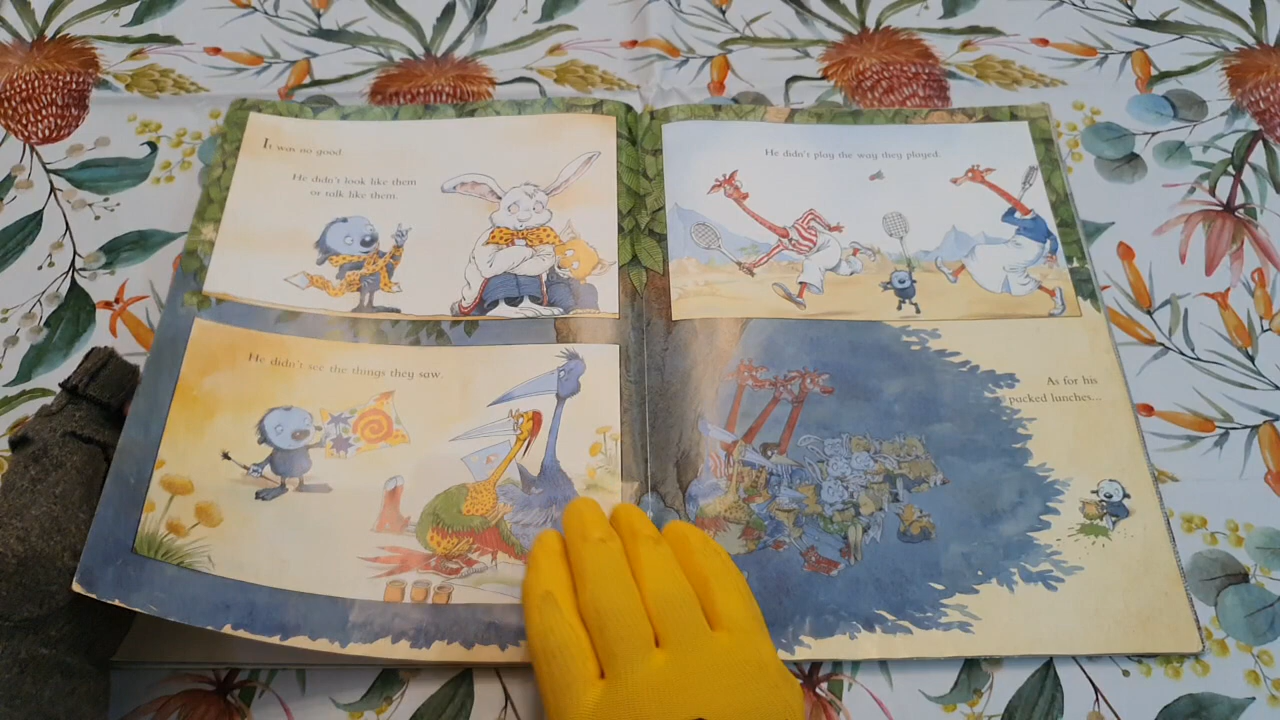 It was no good.
He didn't look like them
or talk like them.
He didn't see the things they saw.
He didn't play the way they played.
As for his
packed lunches...